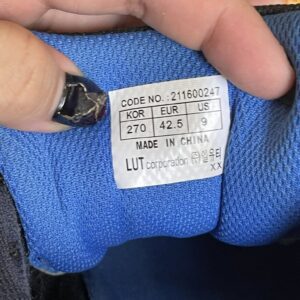 CODE NO. : 211600247
KOR EUR US
270 42.5 9
MADE IN CHINA
LUT corporation
XX